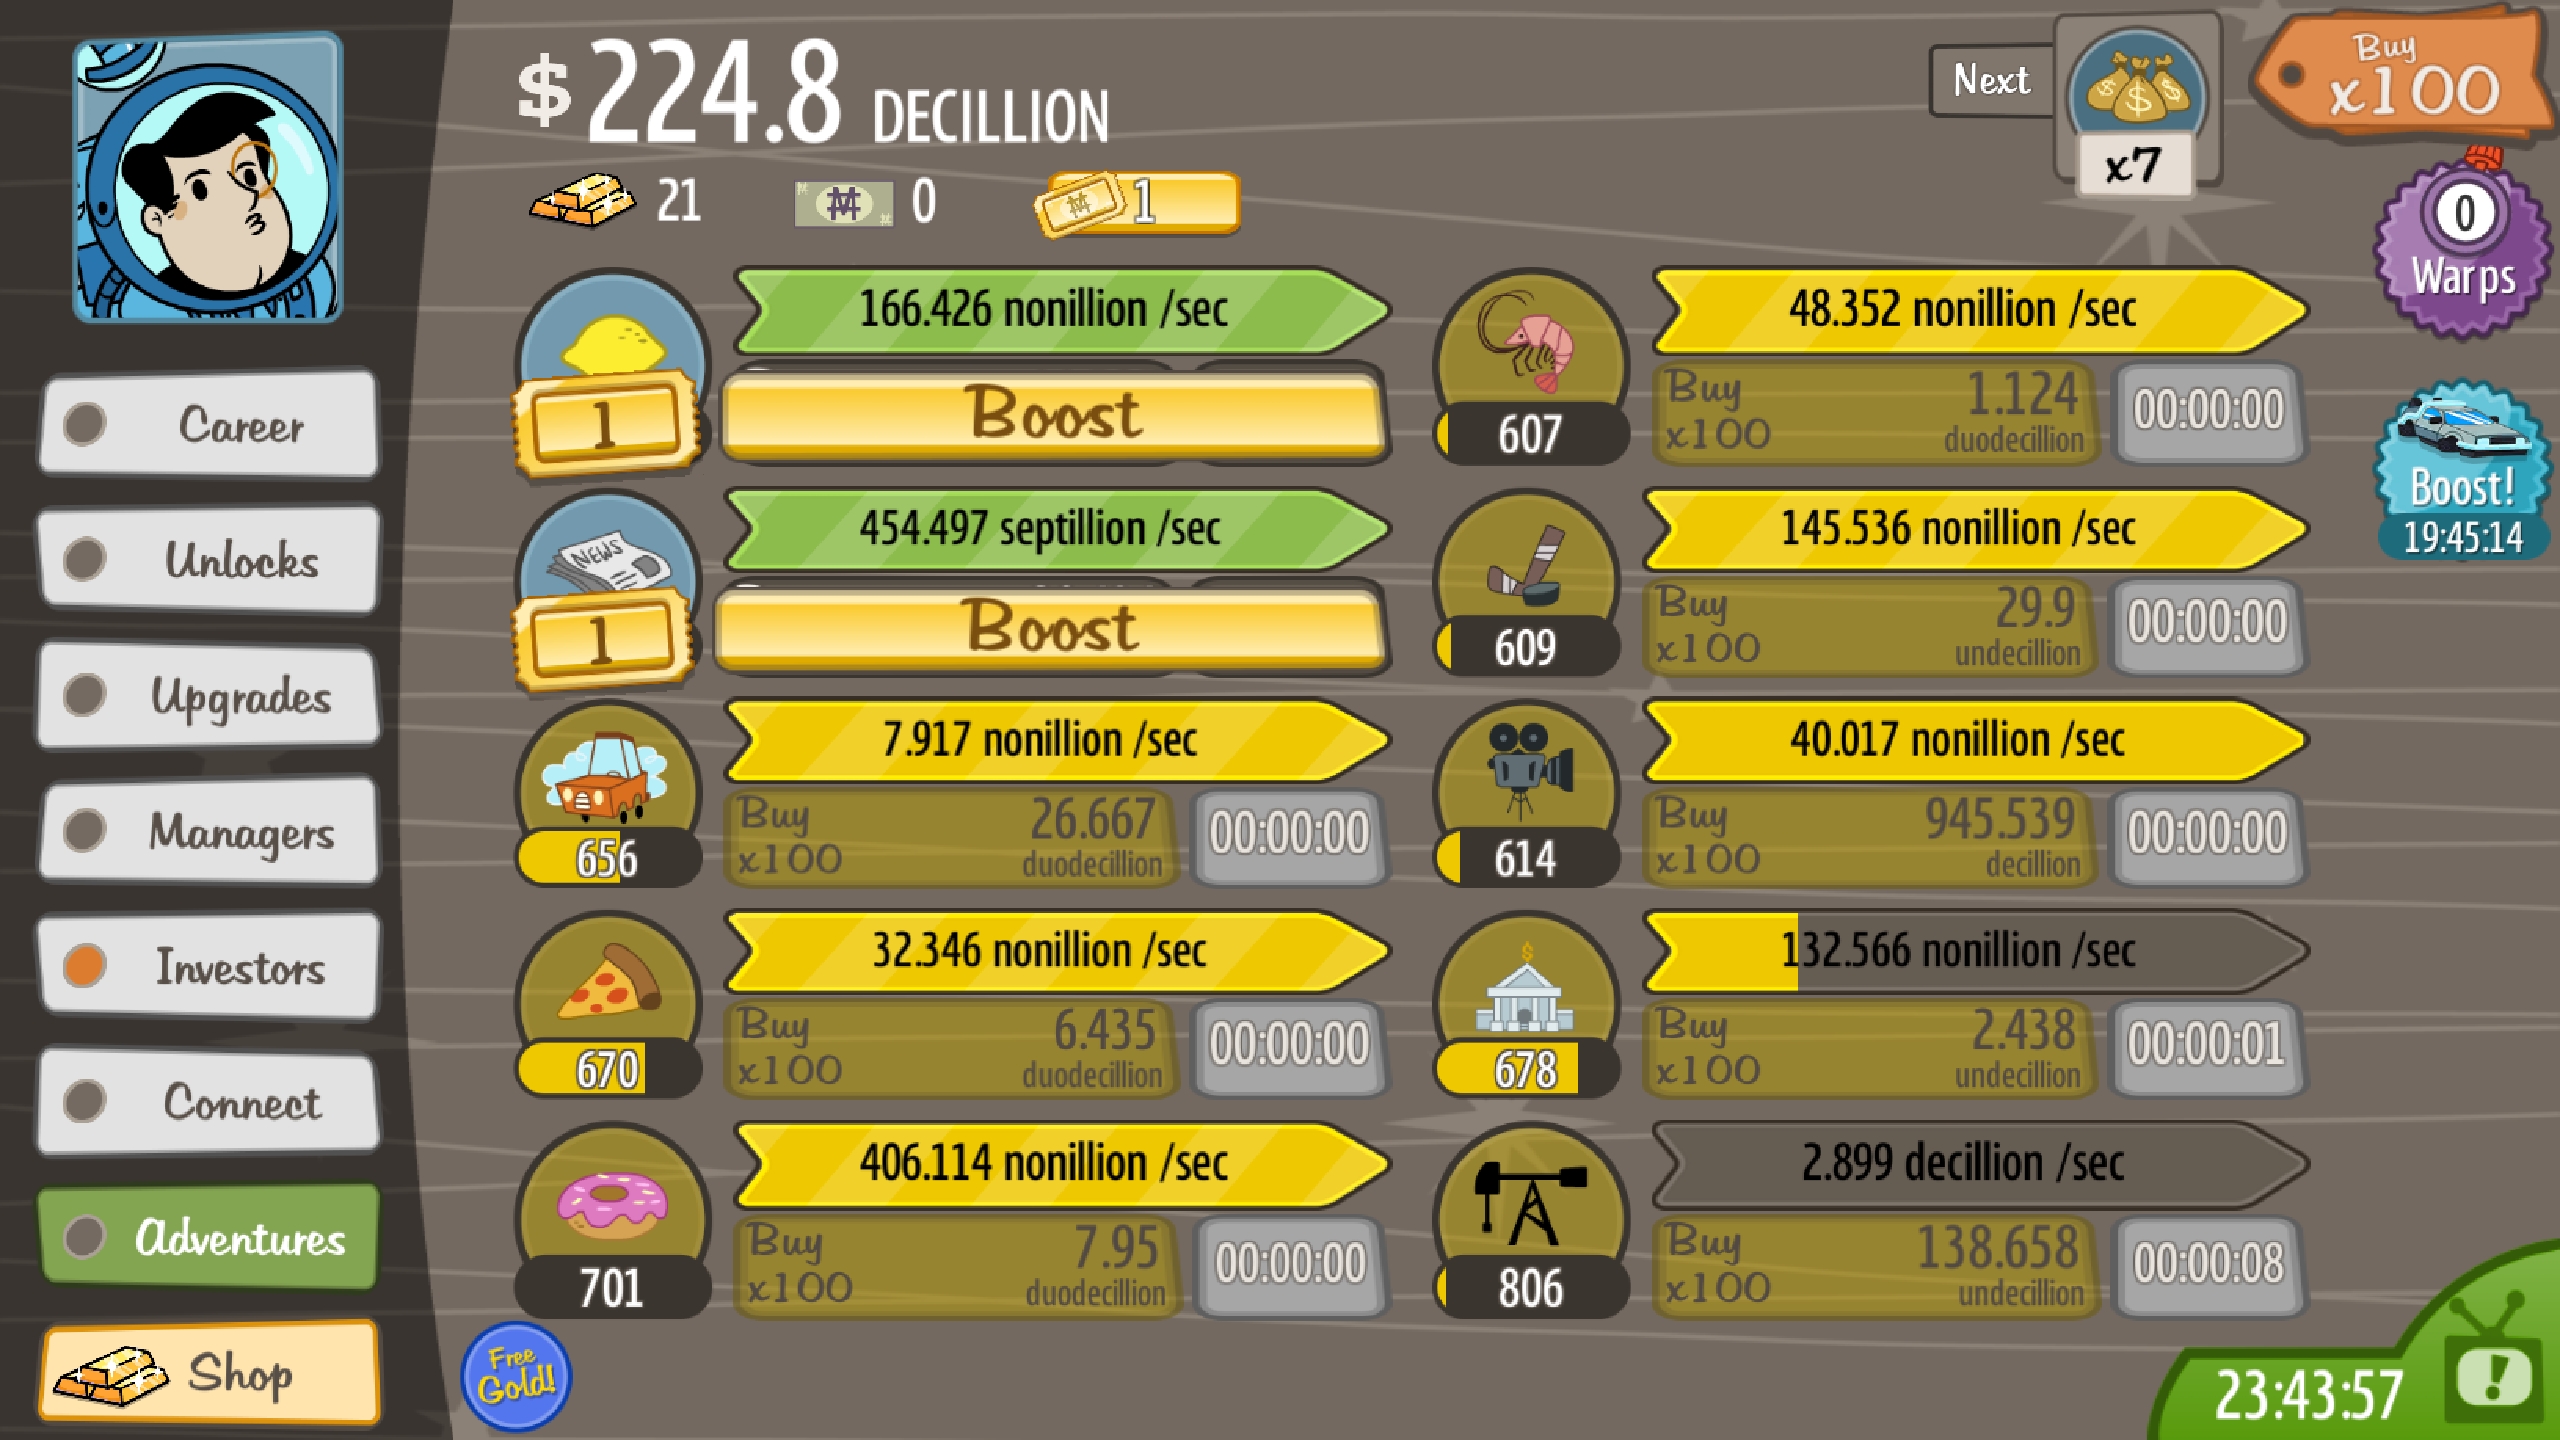 $224.8 DECILLION
Next
x7
Buy
x100
21
0
1
0
Warps
Boost!
19:45:14
Career
Unlocks
Upgrades
Managers
Investors
Connect
Adventures
Shop
166.426 nonillion /sec
1
Boost
NEWS
454.497 septillion /sec
1
Boost
7.917 nonillion /sec
656
Buy
x100
26.667
duodecillion
00:00:00
32.346 nonillion /sec
670
Buy
x100
6.435
duodecillion
00:00:00
406.114 nonillion /sec
701
Buy
x100
7.95
duodecillion
00:00:00
48.352 nonillion /sec
607
Buy
x100
1.124
duodecillion
00:00:00
145.536 nonillion /sec
609
Buy
x100
29.9
undecillion
00:00:00
40.017 nonillion /sec
614
Buy
x100
945.539
decillion
00:00:00
132.566 nonillion /sec
678
Buy
x100
2.438
undecillion
00:00:01
2.899 decillion /sec
806
Buy
x100
138.658
undecillion
00:00:08
Free
Gold!
23:43:57